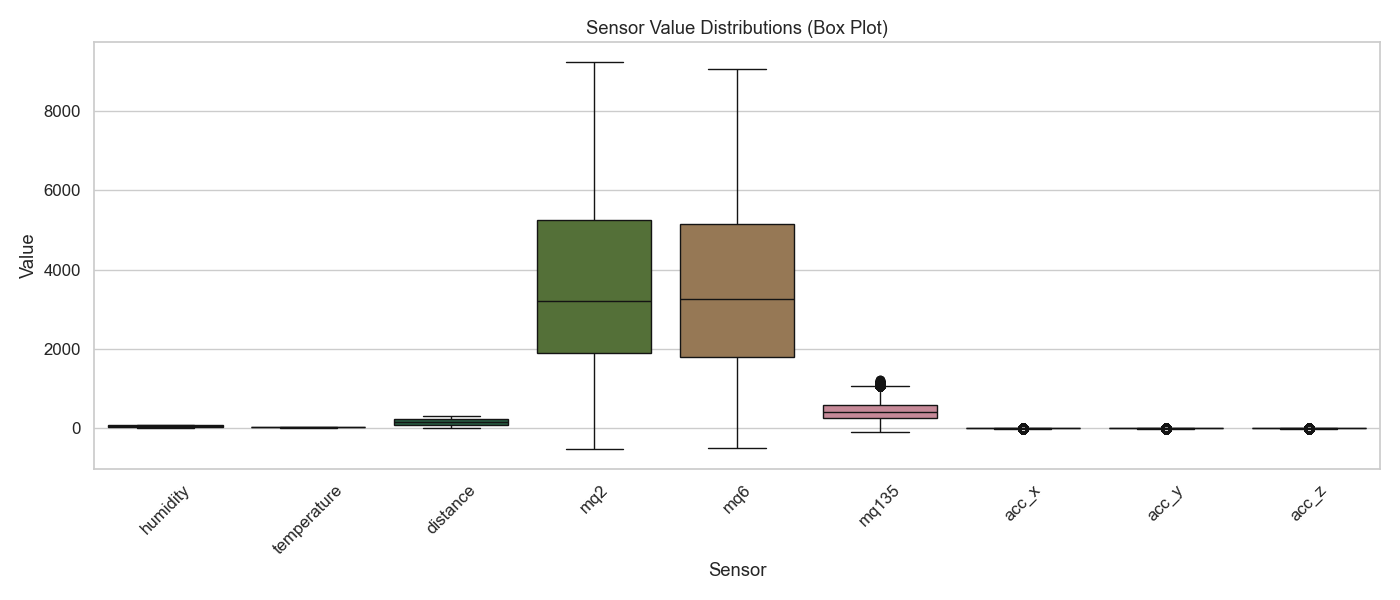 Sensor Value Distributions (Box Plot)
8000
6000
4000
2000
0
Value
humidity
temperature
distance
mq2
mq6
mq135
acc_x
acc_y
acc_z
Sensor